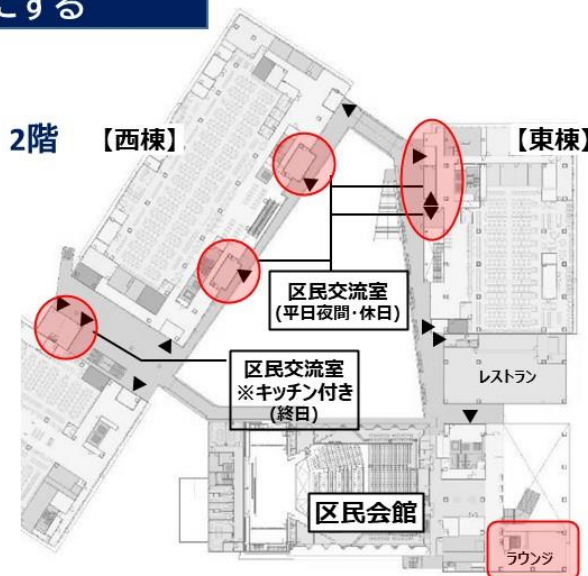 にする
2階 【西棟】
【東棟】
区民交流室
(平日夜間・休日)
区民交流室
※キッチン付き
(終日)
レストラン
区民会館
ラウンジ